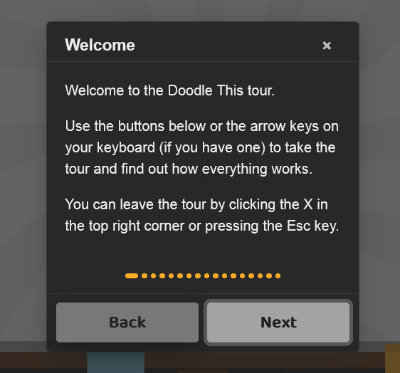 Welcome ×
Welcome to the Doodle This tour.
Use the buttons below or the arrow keys on
your keyboard (if you have one) to take the
tour and find out how everything works.
You can leave the tour by clicking the X in
the top right corner or pressing the Esc key.
Back Next